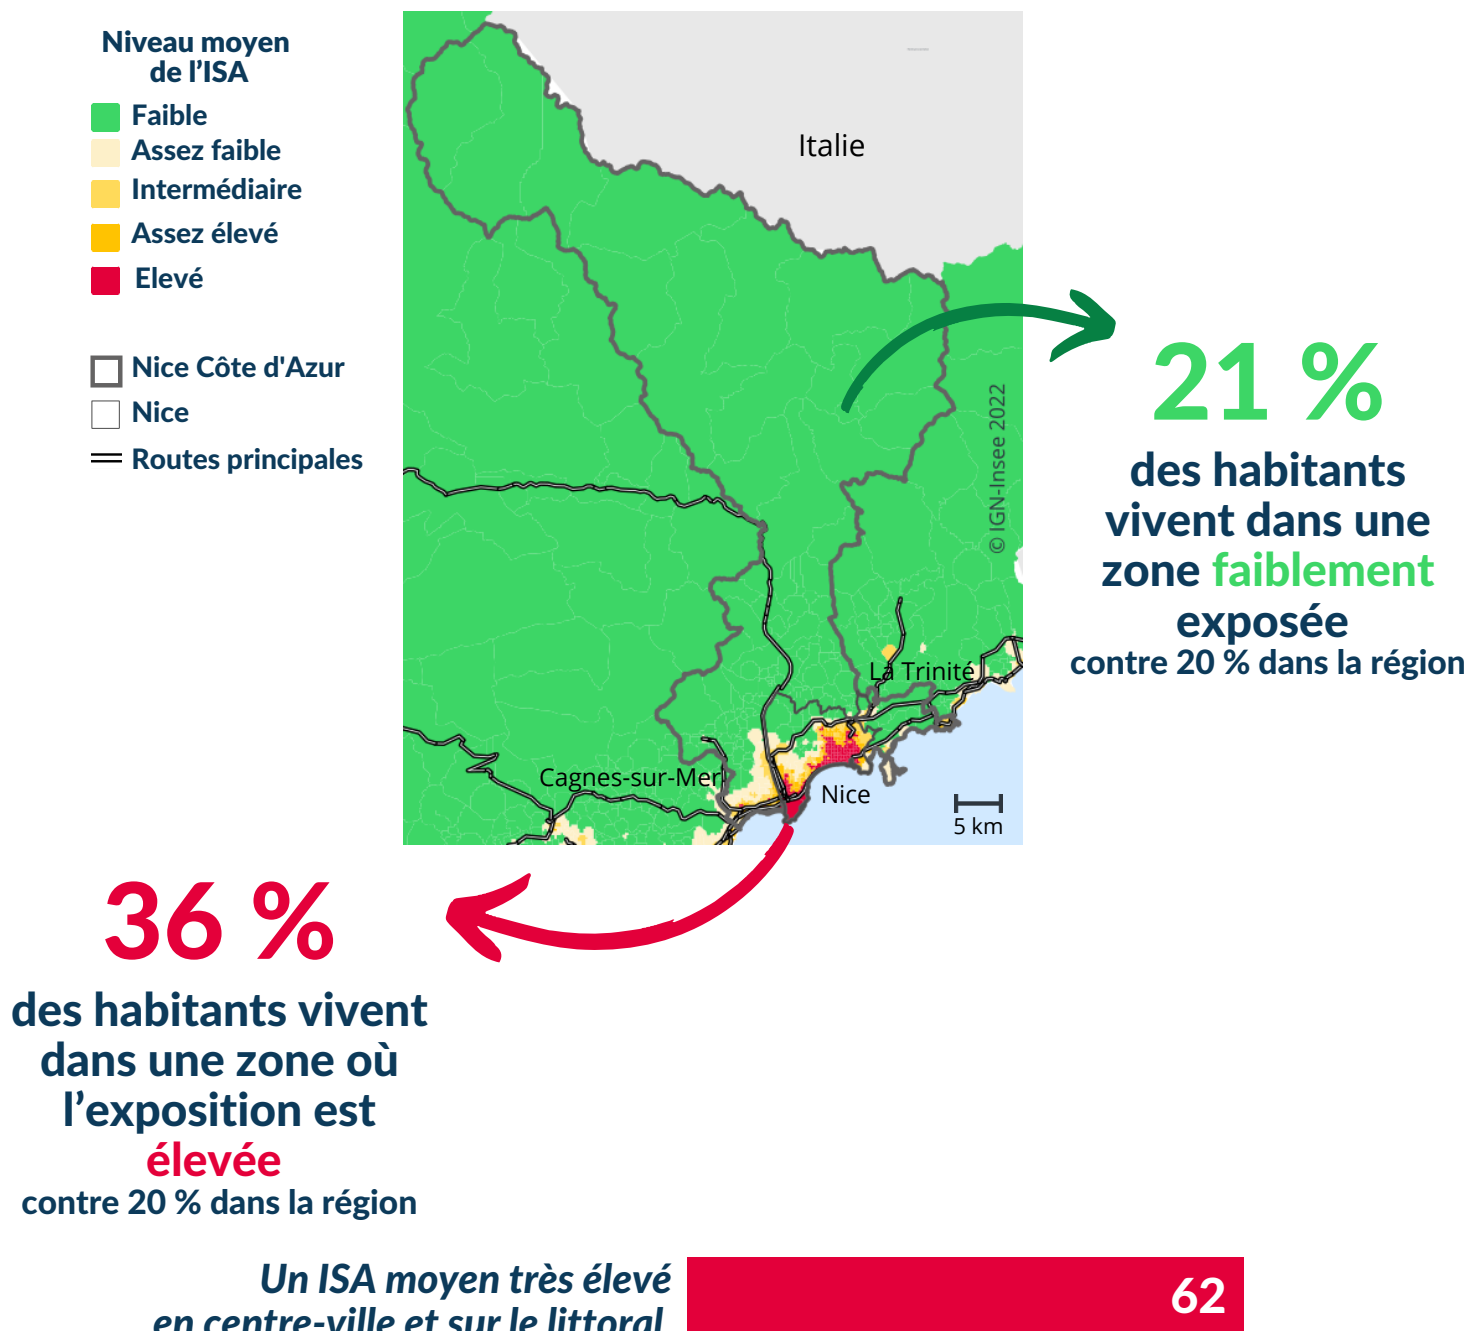 Niveau moyen
de l’ISA
Faible
Assez faible
Intermédiaire
Assez élevé
Elevé
Nice Côte d'Azur
Nice
Routes principales
Italie
© IGN-Insee 2022
La Trinité
Cagnes-sur-Mer
Nice
5 km
21 %
des habitants
vivent dans une
zone faiblement
exposée
contre 20 % dans la région
36 %
des habitants vivent
dans une zone où
l’exposition est
élevée
contre 20 % dans la région
Un ISA moyen très élevé
en centre-ville et sur le littoral
62